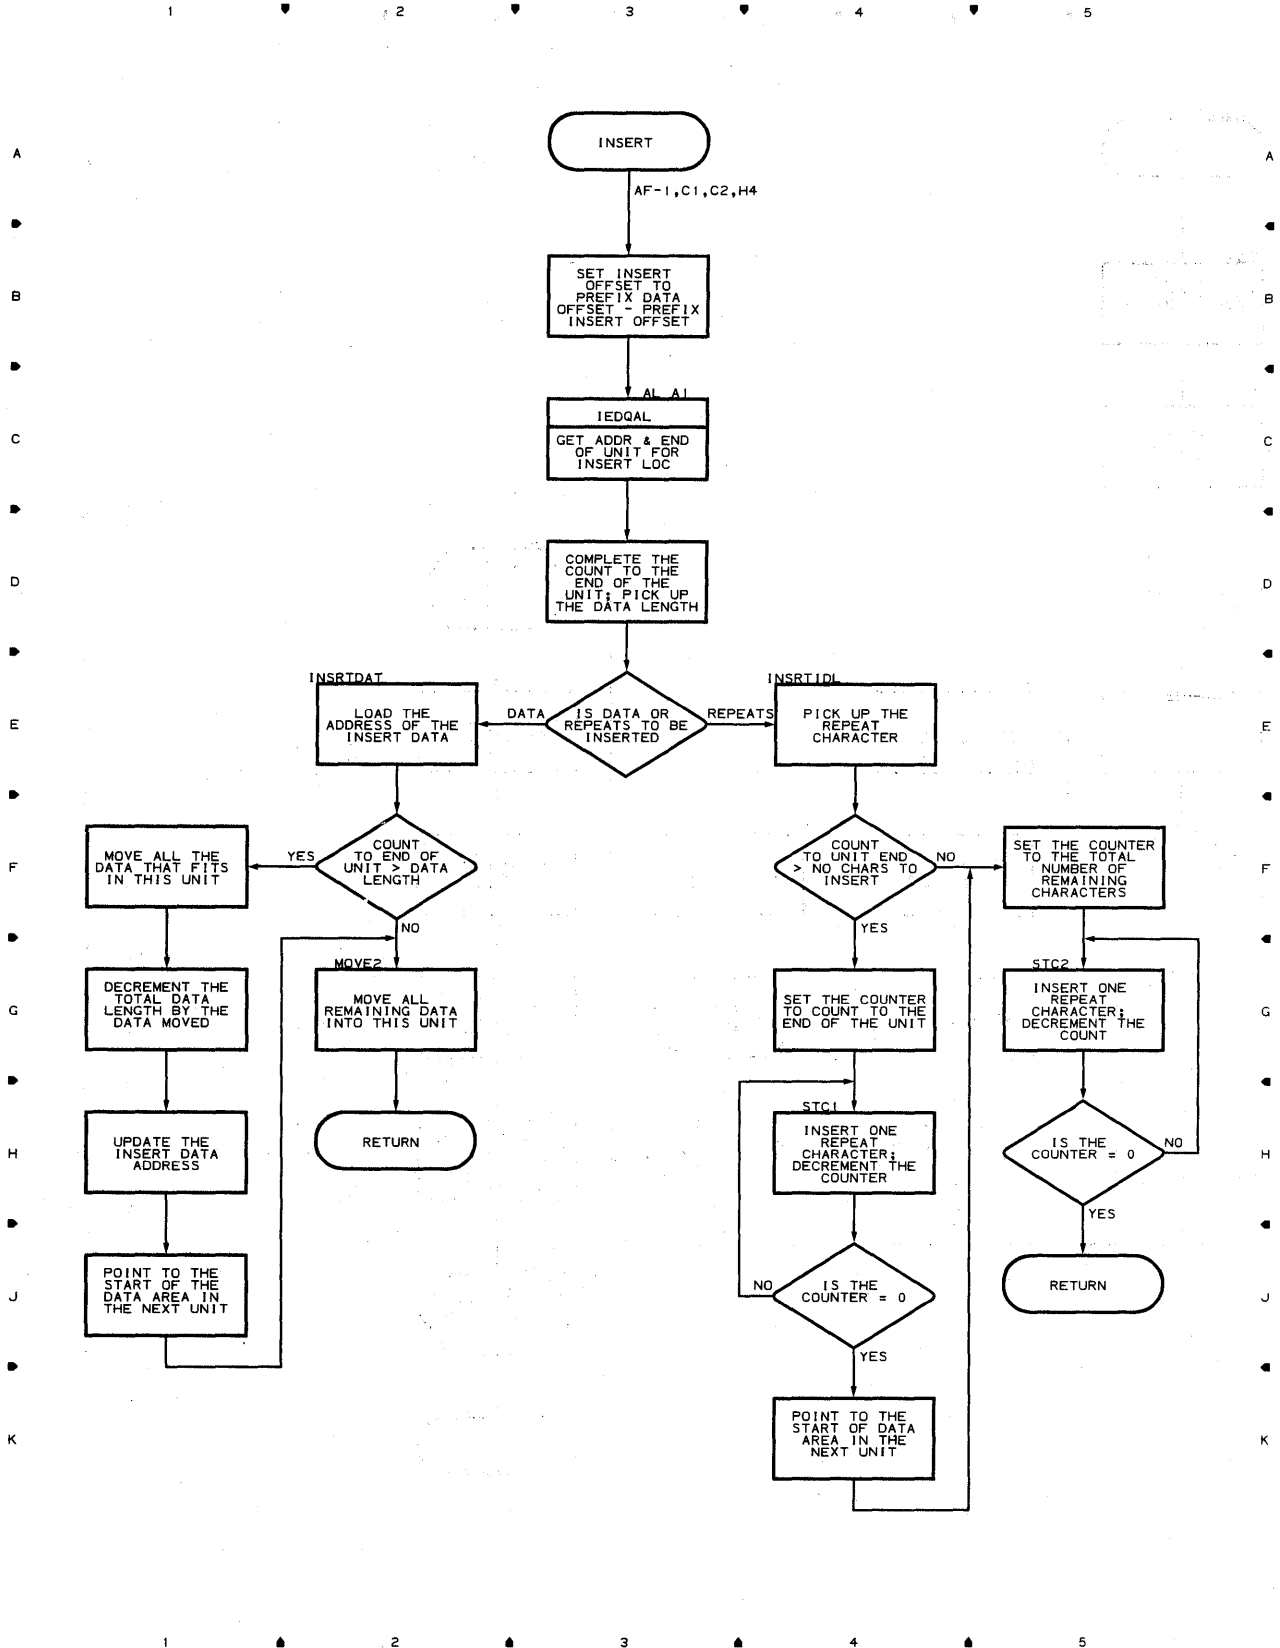 1 2 3 4 5
A A
INSERT
AF-1,C1,C2,H4
B B
SET INSERT
OFFSET TO
PREFIX DATA
OFFSET - PREFIX
INSERT OFFSET
AL A1
IEDQAL
C C
GET ADDR & END
OF UNIT FOR
INSERT LOC
D D
COMPLETE THE
COUNT TO THE
END OF THE
UNIT; PICK UP
THE DATA LENGTH
E E
INSRTDAT
LOAD THE
ADDRESS OF THE
INSERT DATA
DATA
IS DATA OR
REPEATS TO BE
INSERTED
REPEATS
INSRTIDL
PICK UP THE
REPEAT
CHARACTER
F F
MOVE ALL THE
DATA THAT FITS
IN THIS UNIT
YES
COUNT
TO END OF
UNIT > DATA
LENGTH
NO
COUNT
TO UNIT END
> NO CHARS TO
INSERT
NO
YES
SET THE COUNTER
TO THE TOTAL
NUMBER OF
REMAINING
CHARACTERS
G G
DECREMENT THE
TOTAL DATA
LENGTH BY THE
DATA MOVED
MOVE2
MOVE ALL
REMAINING DATA
INTO THIS UNIT
SET THE COUNTER
TO COUNT TO THE
END OF THE UNIT
STC2
INSERT ONE
REPEAT
CHARACTER;
DECREMENT THE
COUNT
H H
UPDATE THE
INSERT DATA
ADDRESS
RETURN
STC1
INSERT ONE
REPEAT
CHARACTER;
DECREMENT THE
COUNTER
IS THE
COUNTER = 0
NO
YES
J J
POINT TO THE
START OF THE
DATA AREA IN
THE NEXT UNIT
NO
IS THE
COUNTER = 0
YES
RETURN
K K
POINT TO THE
START OF DATA
AREA IN THE
NEXT UNIT
1 2 3 4 5